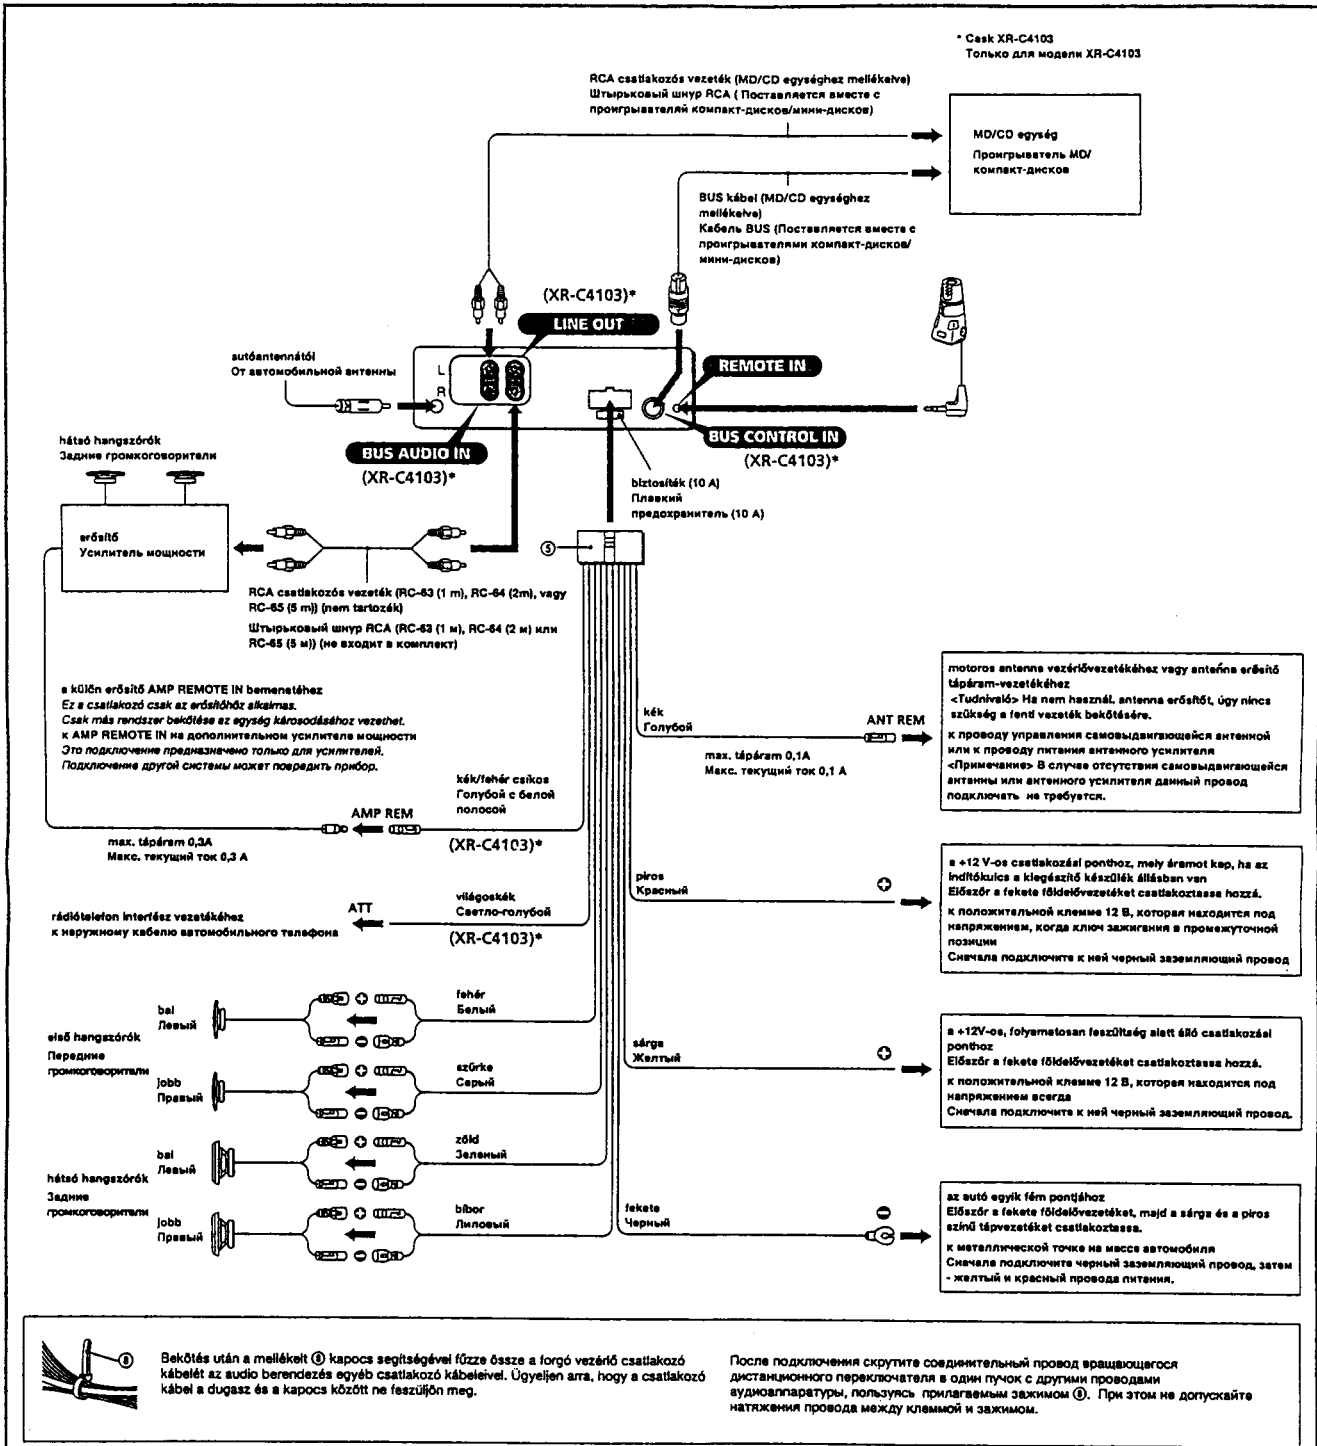 * Csak XR-C4103
Только для модели XR-C4103
RCA csatlakozós vezeték (MD/CD egységhez mellékelve)
Штырьковый шнур RCA ( Поставляется вместе с
проигрывателяй компакт-дисков/мини-дисков)
MD/CD egység
Проигрыватель MD/
компакт-дисков
BUS kábel (MD/CD egységhez
mellékelve)
Кабель BUS (Поставляется вместе с
проигрывателями компакт-дисков/
мини-дисков)
(XR-C4103)*
LINE OUT
autóantennától
От автомобильной антенны
L
R
REMOTE IN
BUS AUDIO IN
(XR-C4103)*
BUS CONTROL IN
(XR-C4103)*
hátsó hangszórók
Задние громкоговорители
biztosíték (10 A)
Плавкий
предохранитель (10 A)
erősítő
Усилитель мощности
5
RCA csatlakozós vezeték (RC-63 (1 m), RC-64 (2m), vagy
RC-65 (5 m)) (nem tartozék)
Штырьковый шнур RCA (RC-63 (1 м), RC-64 (2 м) или
RC-65 (5 м)) (не входит в комплект)
a külön erősítő AMP REMOTE IN bemenetéhez
Ez a csatlakozó csak az erősítőhöz alkalmas.
Csak más rendszer bekötése az egység károsodásához vezethet.
к AMP REMOTE IN на дополнительном усилителе мощности
Это подключение предназначено только для усилителей.
Подключение другой системы может повредить прибор.
kék
Голубой
ANT REM
max. tápáram 0,1A
Макс. текущий ток 0,1 A
motoros antenna vezérlővezetékéhez vagy antenna erősítő
tápáram-vezetékéhez
<Tudnivaló> Ha nem használ. antenna erősítőt, úgy nincs
szükség a fenti vezeték bekötésére.
к проводу управления самовыдвигающейся антенной
или к проводу питания антенного усилителя
<Примечание> В случае отсутствия самовыдвигающейся
антенны или антенного усилителя данный провод
подключать не требуется.
kék/fehér csíkos
Голубой с белой
полосой
AMP REM
(XR-C4103)*
max. tápáram 0,3A
Макс. текущий ток 0,3 A
piros
Красный
a +12 V-os csatlakozási ponthoz, mely áramot kap, ha az
indítókulcs a kiegészítő készülék állásban van
Először a fekete földelővezetéket csatlakoztassa hozzá.
к положительной клемме 12 В, которая находится под
напряжением, когда ключ зажигания в промежуточной
позиции
Сначала подключите к ней черный заземляющий провод
világoskék
Светло-голубой
ATT
(XR-C4103)*
rádiótelefon interfész vezetékéhez
к наружному кабелю автомобильного телефона
fehér
Белый
bal
Левый
első hangszórók
Передние
громкоговорители
szürke
Серый
jobb
Правый
sárga
Желтый
a +12V-os, folyamatosan feszültség alatt álló csatlakozási
ponthoz
Először a fekete földelővezetéket csatlakoztassa hozzá.
к положительной клемме 12 В, которая находится под
напряжением всегда
Сначала подключите к ней черный заземляющий провод.
zöld
Зеленый
bal
Левый
hátsó hangszórók
Задние
громкоговорители
bíbor
Лиловый
jobb
Правый
fekete
Черный
az autó egyik fém pontjához
Először a fekete földelővezetéket, majd a sárga és a piros
színű tápvezetéket csatlakoztassa.
к металлической точке на массе автомобиля
Сначала подключите черный заземляющий провод, затем
- желтый и красный провода питания.
8
Bekötés után a mellékelt ⑧ kapocs segítségével fűzze össze a forgó vezérlő csatlakozó
kábelét az audio berendezés egyéb csatlakozó kábeleivel. Ügyeljen arra, hogy a csatlakozó
kábel a dugasz és a kapocs között ne feszüljön meg.
После подключения скрутите соединительный провод вращающегося
дистанционного переключателя в один пучок с другими проводами
аудиоаппаратуры, пользуясь прилагаемым зажимом ⑧. При этом не допускайте
натяжения провода между клеммой и зажимом.